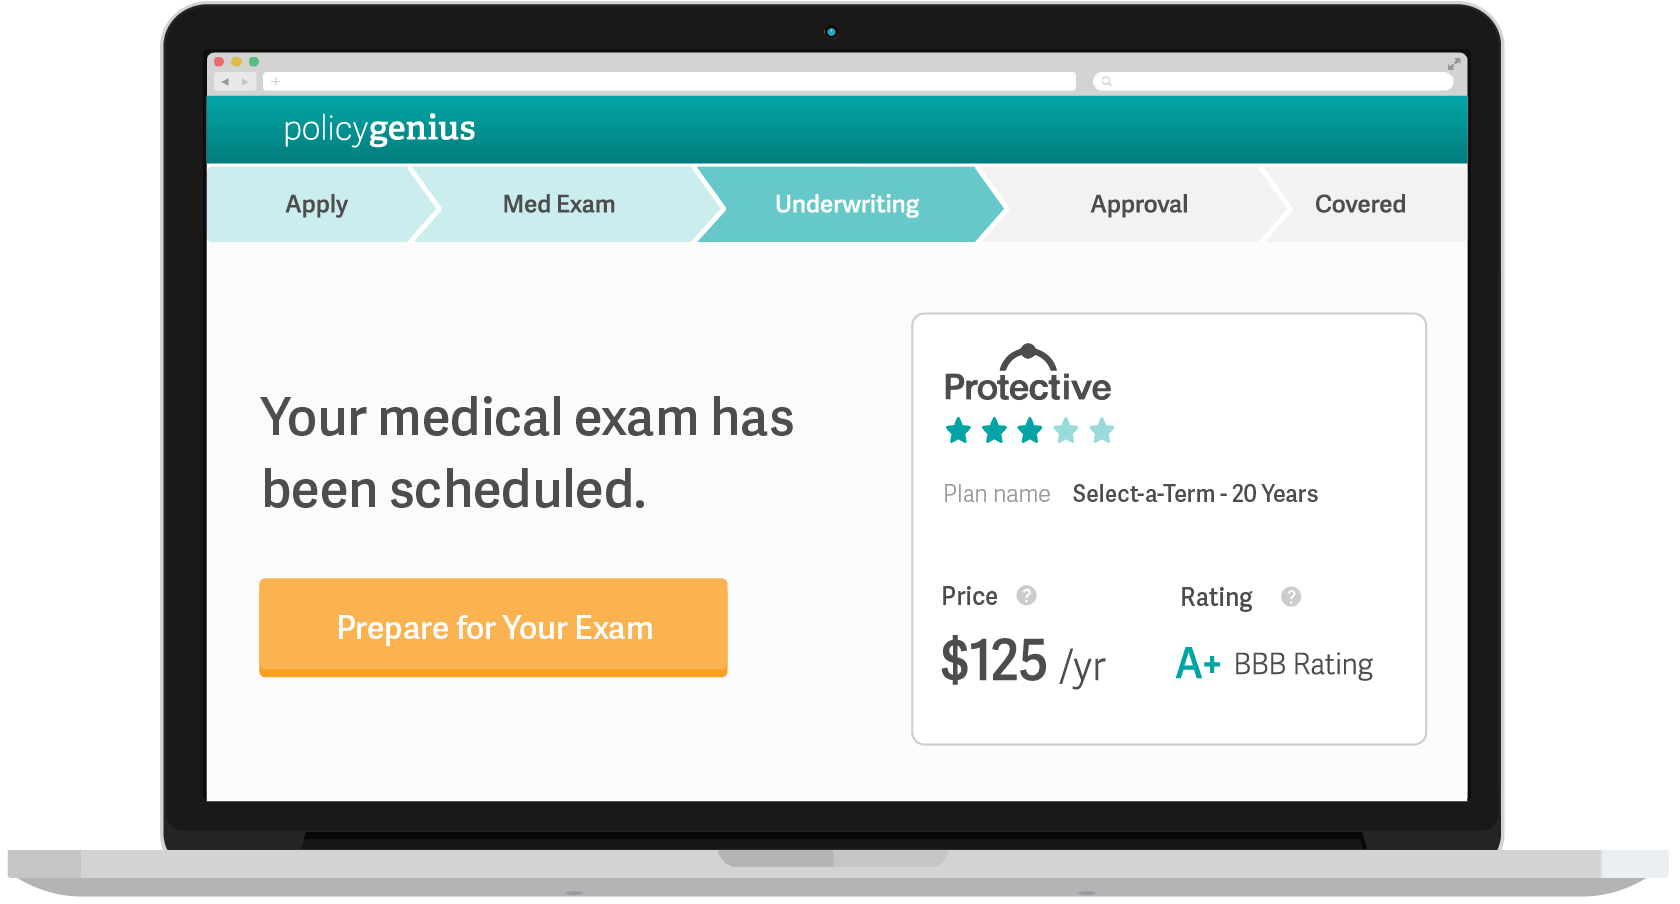 policygenius
Apply
Med Exam
Underwriting
Approval
Covered
Your medical exam has
been scheduled.
Prepare for Your Exam
Protective
Plan name Select-a-Term - 20 Years
Price ?
$125 /yr
Rating ?
A+ BBB Rating